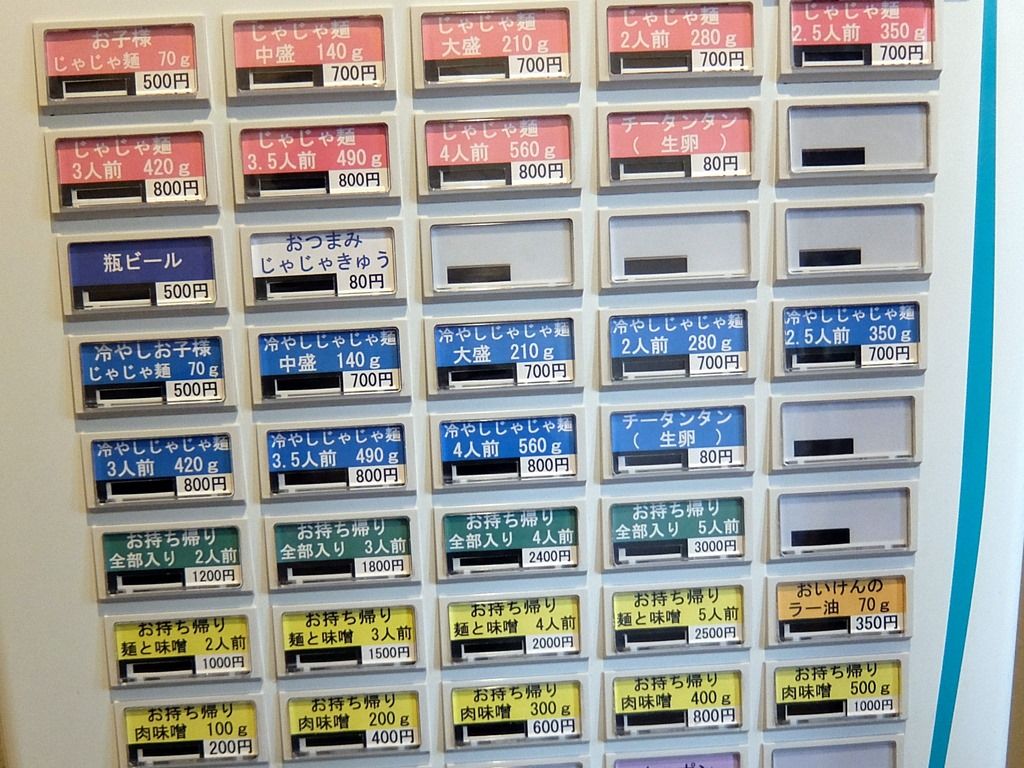 お子様
じゃじゃ麺 70g
500円
じゃじゃ麺
中盛 140g
700円
じゃじゃ麺
大盛 210g
700円
じゃじゃ麺
2人前 280g
700円
じゃじゃ麺
2.5人前 350g
700円
じゃじゃ麺
3人前 420g
800円
じゃじゃ麺
3.5人前 490g
800円
じゃじゃ麺
4人前 560g
800円
チータンタン
( 生卵 )
80円
瓶ビール
500円
おつまみ
じゃじゃきゅう
80円
冷やしお子様
じゃじゃ麺 70g
500円
冷やしじゃじゃ麺
中盛 140g
700円
冷やしじゃじゃ麺
大盛 210g
700円
冷やしじゃじゃ麺
2人前 280g
700円
冷やしじゃじゃ麺
2.5人前 350g
700円
冷やしじゃじゃ麺
3人前 420g
800円
冷やしじゃじゃ麺
3.5人前 490g
800円
冷やしじゃじゃ麺
4人前 560g
800円
チータンタン
( 生卵 )
80円
お持ち帰り
全部入り 2人前
1200円
お持ち帰り
全部入り 3人前
1800円
お持ち帰り
全部入り 4人前
2400円
お持ち帰り
全部入り 5人前
3000円
お持ち帰り
麺と味噌 2人前
1000円
お持ち帰り
麺と味噌 3人前
1500円
お持ち帰り
麺と味噌 4人前
2000円
お持ち帰り
麺と味噌 5人前
2500円
おいけんの
ラー油 70g
350円
お持ち帰り
肉味噌 100g
200円
お持ち帰り
肉味噌 200g
400円
お持ち帰り
肉味噌 300g
600円
お持ち帰り
肉味噌 400g
800円
お持ち帰り
肉味噌 500g
1000円